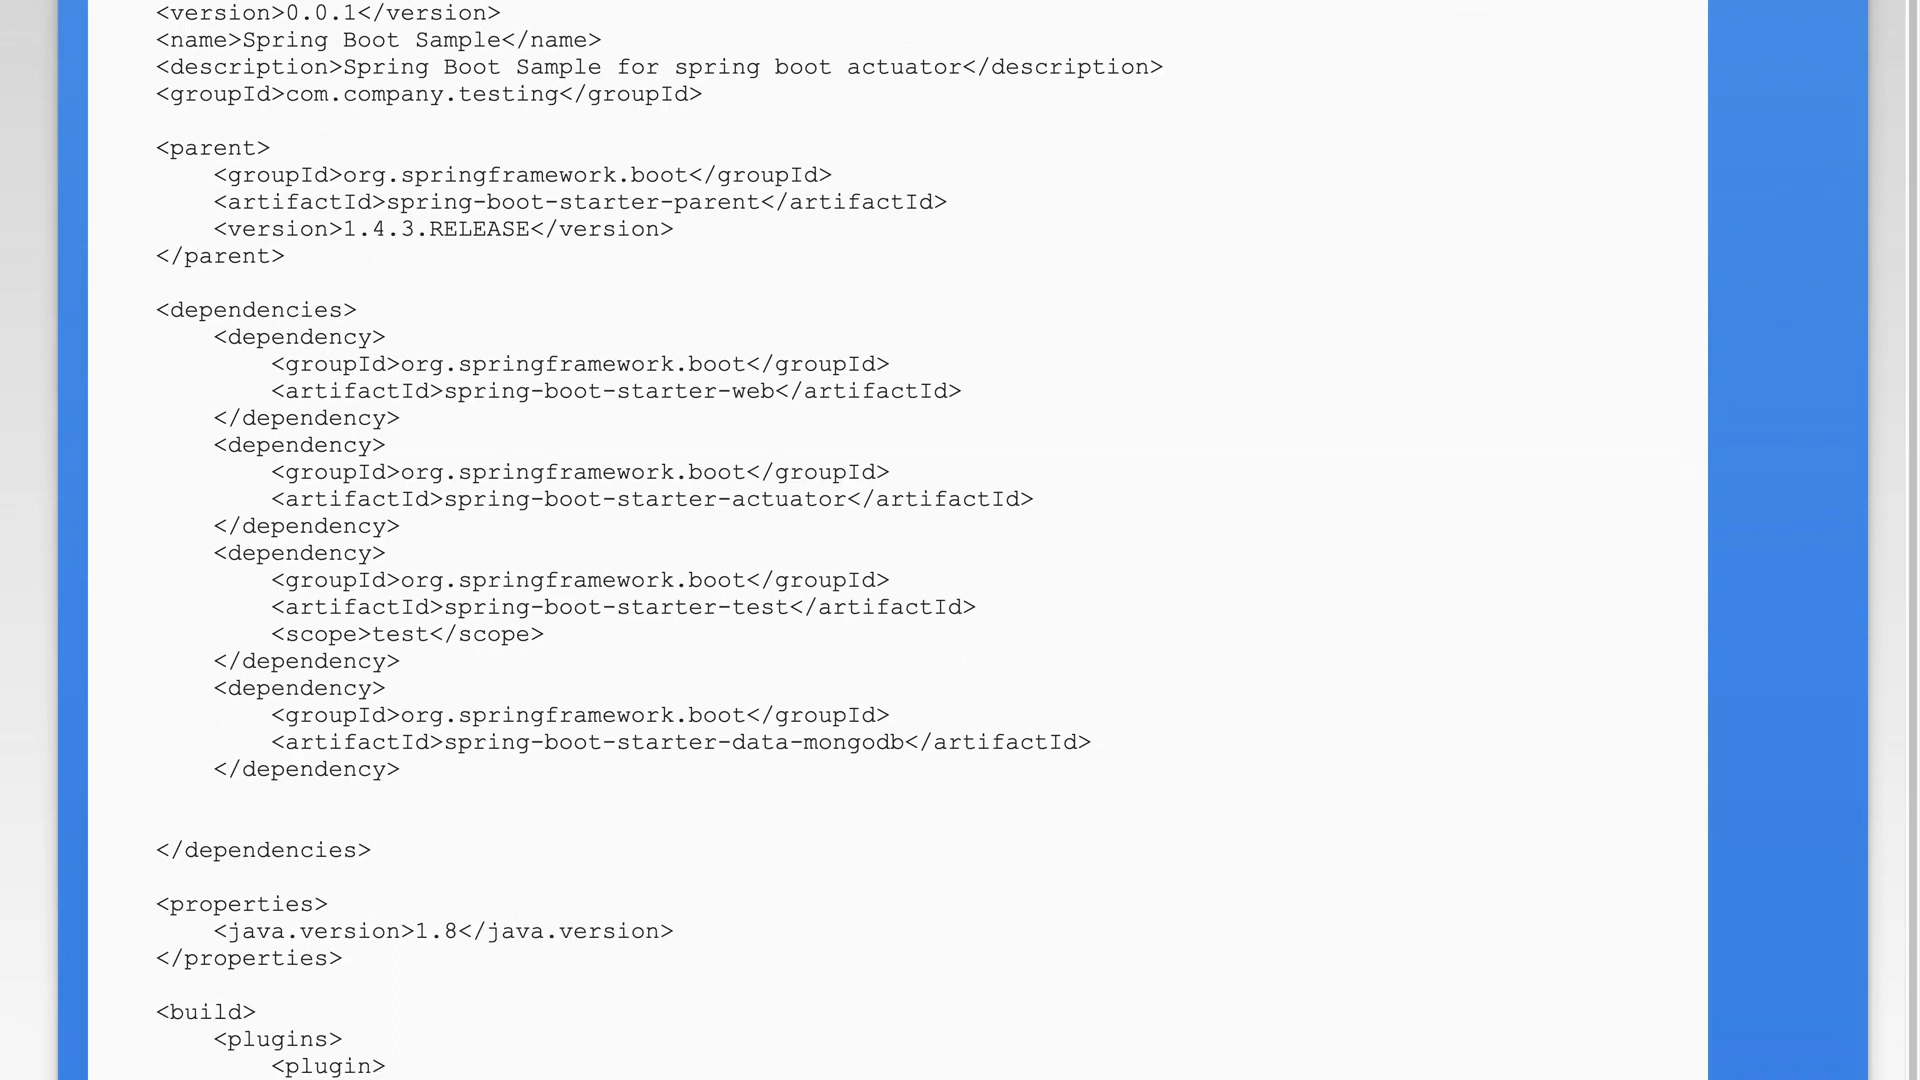 <version>0.0.1</version>
<name>Spring Boot Sample</name>
<description>Spring Boot Sample for spring boot actuator</description>
<groupId>com.company.testing</groupId>
<parent>
<groupId>org.springframework.boot</groupId>
<artifactId>spring-boot-starter-parent</artifactId>
<version>1.4.3.RELEASE</version>
</parent>
<dependencies>
<dependency>
<groupId>org.springframework.boot</groupId>
<artifactId>spring-boot-starter-web</artifactId>
</dependency>
<dependency>
<groupId>org.springframework.boot</groupId>
<artifactId>spring-boot-starter-actuator</artifactId>
</dependency>
<dependency>
<groupId>org.springframework.boot</groupId>
<artifactId>spring-boot-starter-test</artifactId>
<scope>test</scope>
</dependency>
<dependency>
<groupId>org.springframework.boot</groupId>
<artifactId>spring-boot-starter-data-mongodb</artifactId>
</dependency>
</dependencies>
<properties>
<java.version>1.8</java.version>
</properties>
<build>
<plugins>
<plugin>